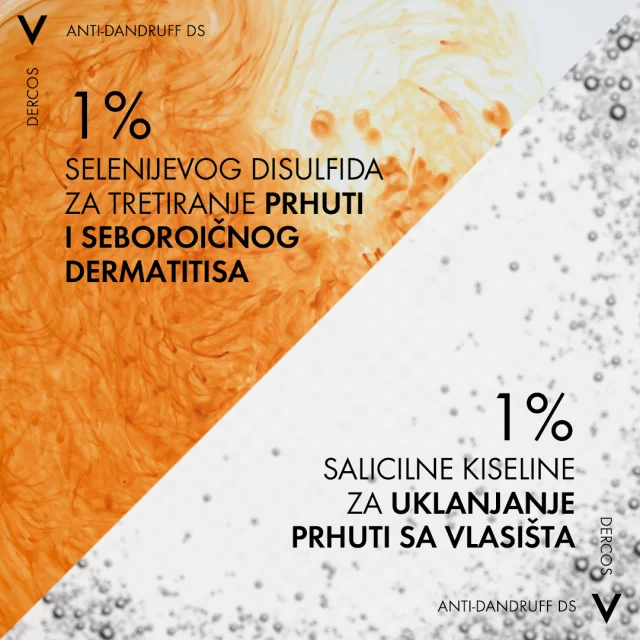 V ANTI-DANDRUFF DS
DERCOS
1%
SELENIJEVOG DISULFIDA
ZA TRETIRANJE PRHUTI
I SEBOROIČNOG
DERMATITISA
1%
SALICILNE KISELINE
ZA UKLANJANJE
PRHUTI SA VLASIŠTA
DERCOS
ANTI-DANDRUFF DS V